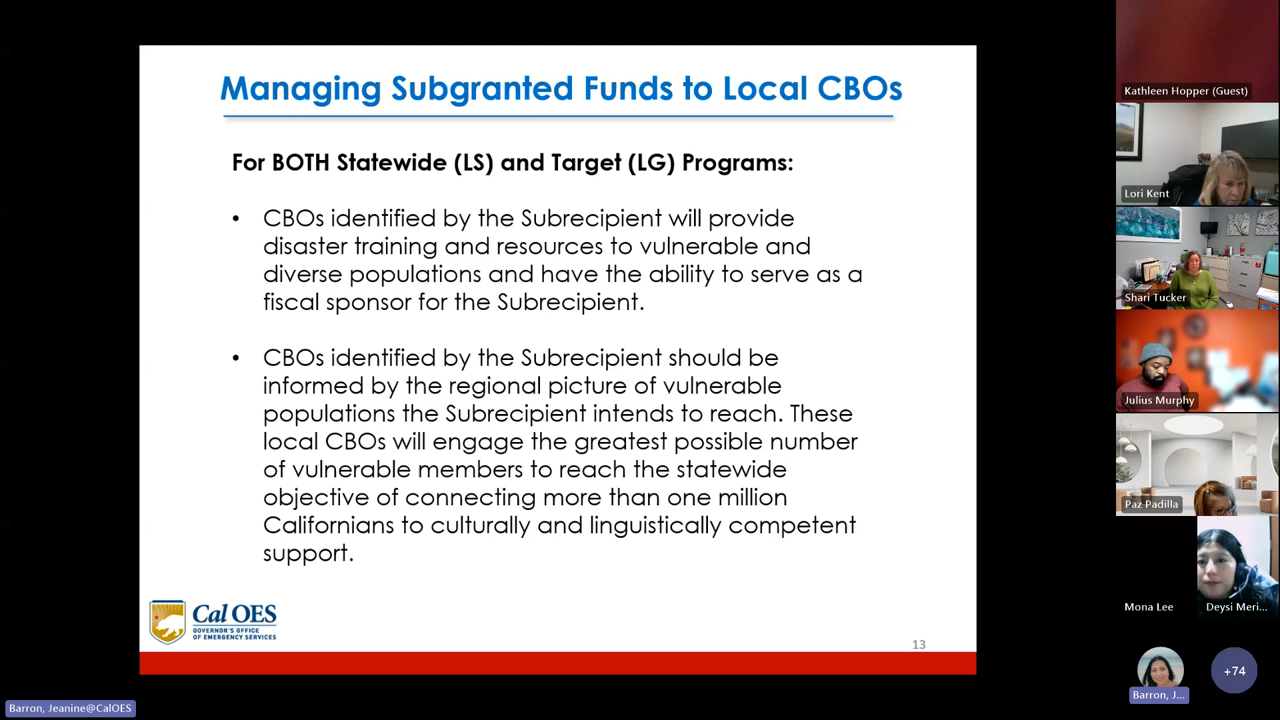 Managing Subgranted Funds to Local CBOs
For BOTH Statewide (LS) and Target (LG) Programs:
• CBOs identified by the Subrecipient will provide
disaster training and resources to vulnerable and
diverse populations and have the ability to serve as a
fiscal sponsor for the Subrecipient.
• CBOs identified by the Subrecipient should be
informed by the regional picture of vulnerable
populations the Subrecipient intends to reach. These
local CBOs will engage the greatest possible number
of vulnerable members to reach the statewide
objective of connecting more than one million
Californians to culturally and linguistically competent
support.
Cal OES
GOVERNOR'S OFFICE
OF EMERGENCY SERVICES
13
Barron, Jeanine@CalOES
Kathleen Hopper (Guest)
Lori Kent
Shari Tucker
Julius Murphy
Paz Padilla
Mona Lee
Deysi Meri...
Barron, J...
+74